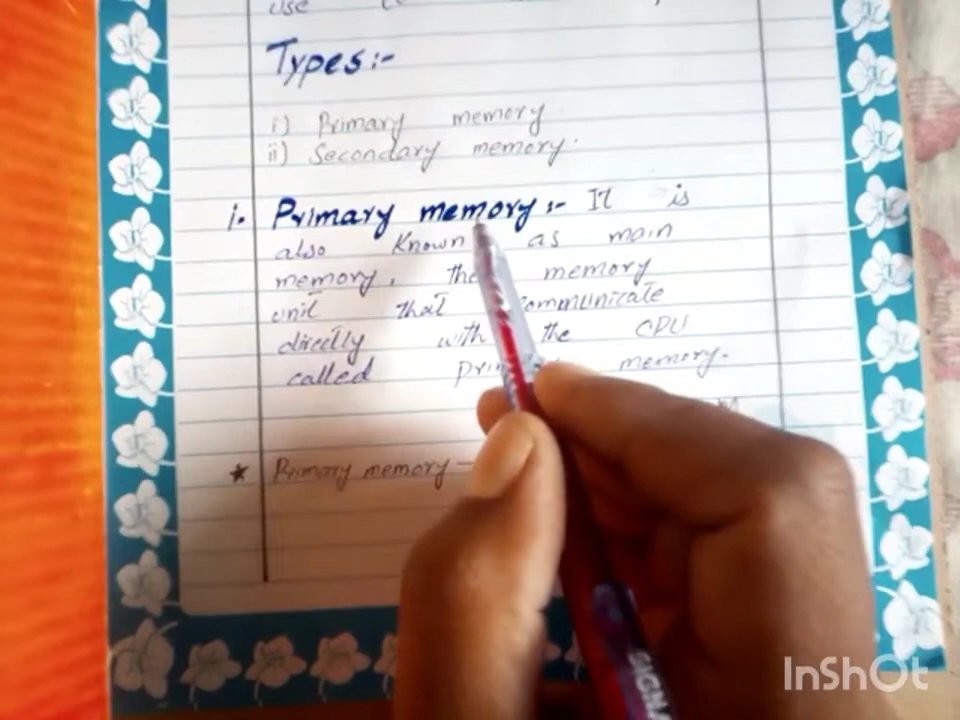 use
Types:-
i) Primary memory
ii) Secondary memory.
i. Primary memory :- It is
also known as main
memory, the memory
unit that communicate
directly with the CPU
called memory.
★ Primary memory —
InShOt